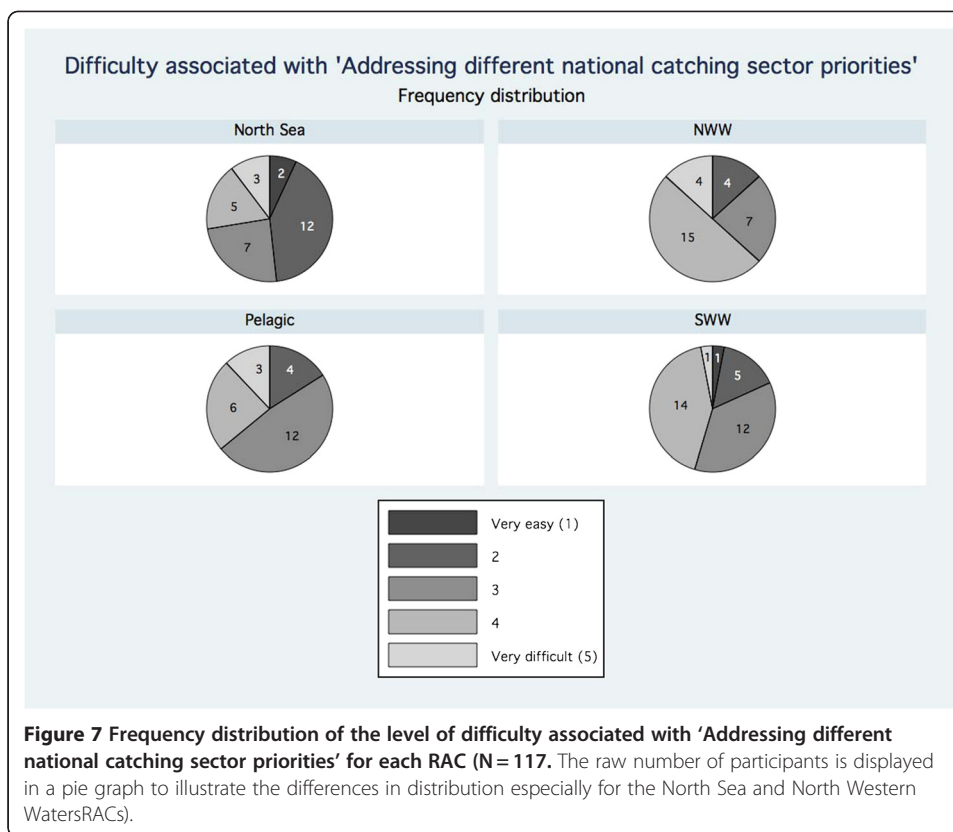 Difficulty associated with 'Addressing different national catching sector priorities'
Frequency distribution
North Sea
NWW
3
2
5
12
7
4
4
15
7
Pelagic
SWW
3
4
6
12
1
1
5
14
12
Very easy (1)
2
3
4
Very difficult (5)
Figure 7 Frequency distribution of the level of difficulty associated with ‘Addressing different
national catching sector priorities’ for each RAC (N = 117. The raw number of participants is displayed
in a pie graph to illustrate the differences in distribution especially for the North Sea and North Western
WatersRACs).